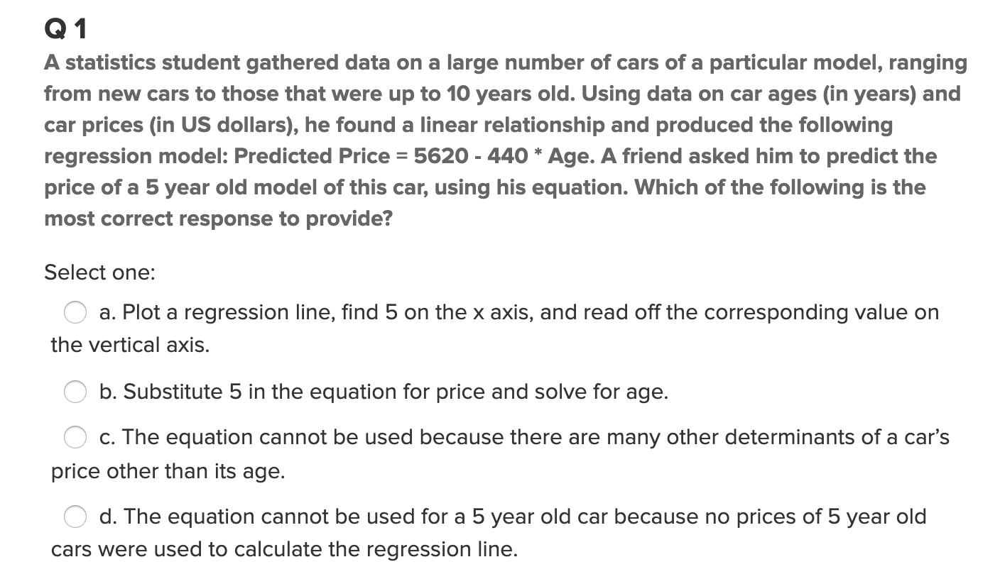 Q 1
A statistics student gathered data on a large number of cars of a particular model, ranging
from new cars to those that were up to 10 years old. Using data on car ages (in years) and
car prices (in US dollars), he found a linear relationship and produced the following
regression model: Predicted Price = 5620 - 440 * Age. A friend asked him to predict the
price of a 5 year old model of this car, using his equation. Which of the following is the
most correct response to provide?
Select one:
a. Plot a regression line, find 5 on the x axis, and read off the corresponding value on
the vertical axis.
b. Substitute 5 in the equation for price and solve for age.
c. The equation cannot be used because there are many other determinants of a car’s
price other than its age.
d. The equation cannot be used for a 5 year old car because no prices of 5 year old
cars were used to calculate the regression line.